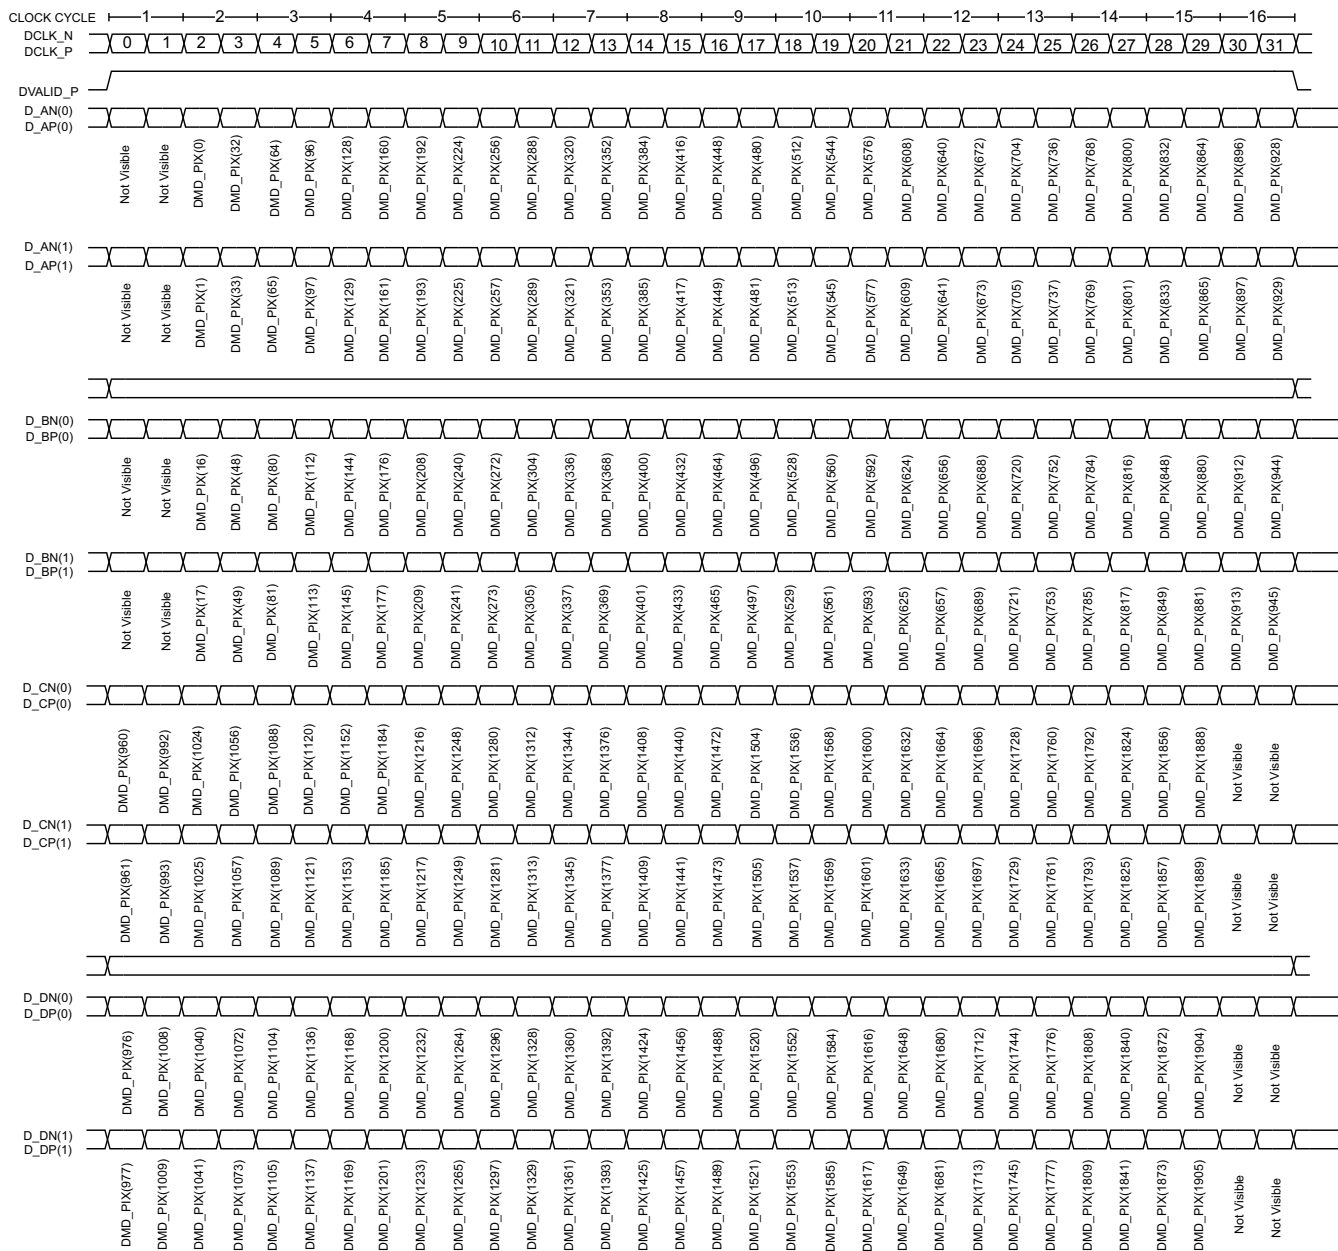 CLOCK CYCLE 1 2 3 4 5 6 7 8 9 10 11 12 13 14 15 16
DCLK_N
DCLK_P
0 1 2 3 4 5 6 7 8 9 10 11 12 13 14 15 16 17 18 19 20 21 22 23 24 25 26 27 28 29 30 31
DVALID_P
D_AN(0)
D_AP(0)
Not Visible
Not Visible
DMD_PIX(0)
DMD_PIX(32)
DMD_PIX(64)
DMD_PIX(96)
DMD_PIX(128)
DMD_PIX(160)
DMD_PIX(192)
DMD_PIX(224)
DMD_PIX(256)
DMD_PIX(288)
DMD_PIX(320)
DMD_PIX(352)
DMD_PIX(384)
DMD_PIX(416)
DMD_PIX(448)
DMD_PIX(480)
DMD_PIX(512)
DMD_PIX(544)
DMD_PIX(576)
DMD_PIX(608)
DMD_PIX(640)
DMD_PIX(672)
DMD_PIX(704)
DMD_PIX(736)
DMD_PIX(768)
DMD_PIX(800)
DMD_PIX(832)
DMD_PIX(864)
DMD_PIX(896)
DMD_PIX(928)
D_AN(1)
D_AP(1)
Not Visible
Not Visible
DMD_PIX(1)
DMD_PIX(33)
DMD_PIX(65)
DMD_PIX(97)
DMD_PIX(129)
DMD_PIX(161)
DMD_PIX(193)
DMD_PIX(225)
DMD_PIX(257)
DMD_PIX(289)
DMD_PIX(321)
DMD_PIX(353)
DMD_PIX(385)
DMD_PIX(417)
DMD_PIX(449)
DMD_PIX(481)
DMD_PIX(513)
DMD_PIX(545)
DMD_PIX(577)
DMD_PIX(609)
DMD_PIX(641)
DMD_PIX(673)
DMD_PIX(705)
DMD_PIX(737)
DMD_PIX(769)
DMD_PIX(801)
DMD_PIX(833)
DMD_PIX(865)
DMD_PIX(897)
DMD_PIX(929)
D_BN(0)
D_BP(0)
Not Visible
Not Visible
DMD_PIX(16)
DMD_PIX(48)
DMD_PIX(80)
DMD_PIX(112)
DMD_PIX(144)
DMD_PIX(176)
DMD_PIX(208)
DMD_PIX(240)
DMD_PIX(272)
DMD_PIX(304)
DMD_PIX(336)
DMD_PIX(368)
DMD_PIX(400)
DMD_PIX(432)
DMD_PIX(464)
DMD_PIX(496)
DMD_PIX(528)
DMD_PIX(560)
DMD_PIX(592)
DMD_PIX(624)
DMD_PIX(656)
DMD_PIX(688)
DMD_PIX(720)
DMD_PIX(752)
DMD_PIX(784)
DMD_PIX(816)
DMD_PIX(848)
DMD_PIX(880)
DMD_PIX(912)
DMD_PIX(944)
D_BN(1)
D_BP(1)
Not Visible
Not Visible
DMD_PIX(17)
DMD_PIX(49)
DMD_PIX(81)
DMD_PIX(113)
DMD_PIX(145)
DMD_PIX(177)
DMD_PIX(209)
DMD_PIX(241)
DMD_PIX(273)
DMD_PIX(305)
DMD_PIX(337)
DMD_PIX(369)
DMD_PIX(401)
DMD_PIX(433)
DMD_PIX(465)
DMD_PIX(497)
DMD_PIX(529)
DMD_PIX(561)
DMD_PIX(593)
DMD_PIX(625)
DMD_PIX(657)
DMD_PIX(689)
DMD_PIX(721)
DMD_PIX(753)
DMD_PIX(785)
DMD_PIX(817)
DMD_PIX(849)
DMD_PIX(881)
DMD_PIX(913)
DMD_PIX(945)
D_CN(0)
D_CP(0)
DMD_PIX(960)
DMD_PIX(992)
DMD_PIX(1024)
DMD_PIX(1056)
DMD_PIX(1088)
DMD_PIX(1120)
DMD_PIX(1152)
DMD_PIX(1184)
DMD_PIX(1216)
DMD_PIX(1248)
DMD_PIX(1280)
DMD_PIX(1312)
DMD_PIX(1344)
DMD_PIX(1376)
DMD_PIX(1408)
DMD_PIX(1440)
DMD_PIX(1472)
DMD_PIX(1504)
DMD_PIX(1536)
DMD_PIX(1568)
DMD_PIX(1600)
DMD_PIX(1632)
DMD_PIX(1664)
DMD_PIX(1696)
DMD_PIX(1728)
DMD_PIX(1760)
DMD_PIX(1792)
DMD_PIX(1824)
DMD_PIX(1856)
DMD_PIX(1888)
Not Visible
Not Visible
D_CN(1)
D_CP(1)
DMD_PIX(961)
DMD_PIX(993)
DMD_PIX(1025)
DMD_PIX(1057)
DMD_PIX(1089)
DMD_PIX(1121)
DMD_PIX(1153)
DMD_PIX(1185)
DMD_PIX(1217)
DMD_PIX(1249)
DMD_PIX(1281)
DMD_PIX(1313)
DMD_PIX(1345)
DMD_PIX(1377)
DMD_PIX(1409)
DMD_PIX(1441)
DMD_PIX(1473)
DMD_PIX(1505)
DMD_PIX(1537)
DMD_PIX(1569)
DMD_PIX(1601)
DMD_PIX(1633)
DMD_PIX(1665)
DMD_PIX(1697)
DMD_PIX(1729)
DMD_PIX(1761)
DMD_PIX(1793)
DMD_PIX(1825)
DMD_PIX(1857)
DMD_PIX(1889)
Not Visible
Not Visible
D_DN(0)
D_DP(0)
DMD_PIX(976)
DMD_PIX(1008)
DMD_PIX(1040)
DMD_PIX(1072)
DMD_PIX(1104)
DMD_PIX(1136)
DMD_PIX(1168)
DMD_PIX(1200)
DMD_PIX(1232)
DMD_PIX(1264)
DMD_PIX(1296)
DMD_PIX(1328)
DMD_PIX(1360)
DMD_PIX(1392)
DMD_PIX(1424)
DMD_PIX(1456)
DMD_PIX(1488)
DMD_PIX(1520)
DMD_PIX(1552)
DMD_PIX(1584)
DMD_PIX(1616)
DMD_PIX(1648)
DMD_PIX(1680)
DMD_PIX(1712)
DMD_PIX(1744)
DMD_PIX(1776)
DMD_PIX(1808)
DMD_PIX(1840)
DMD_PIX(1872)
DMD_PIX(1904)
Not Visible
Not Visible
D_DN(1)
D_DP(1)
DMD_PIX(977)
DMD_PIX(1009)
DMD_PIX(1041)
DMD_PIX(1073)
DMD_PIX(1105)
DMD_PIX(1137)
DMD_PIX(1169)
DMD_PIX(1201)
DMD_PIX(1233)
DMD_PIX(1265)
DMD_PIX(1297)
DMD_PIX(1329)
DMD_PIX(1361)
DMD_PIX(1393)
DMD_PIX(1425)
DMD_PIX(1457)
DMD_PIX(1489)
DMD_PIX(1521)
DMD_PIX(1553)
DMD_PIX(1585)
DMD_PIX(1617)
DMD_PIX(1649)
DMD_PIX(1681)
DMD_PIX(1713)
DMD_PIX(1745)
DMD_PIX(1777)
DMD_PIX(1809)
DMD_PIX(1841)
DMD_PIX(1873)
DMD_PIX(1905)
Not Visible
Not Visible